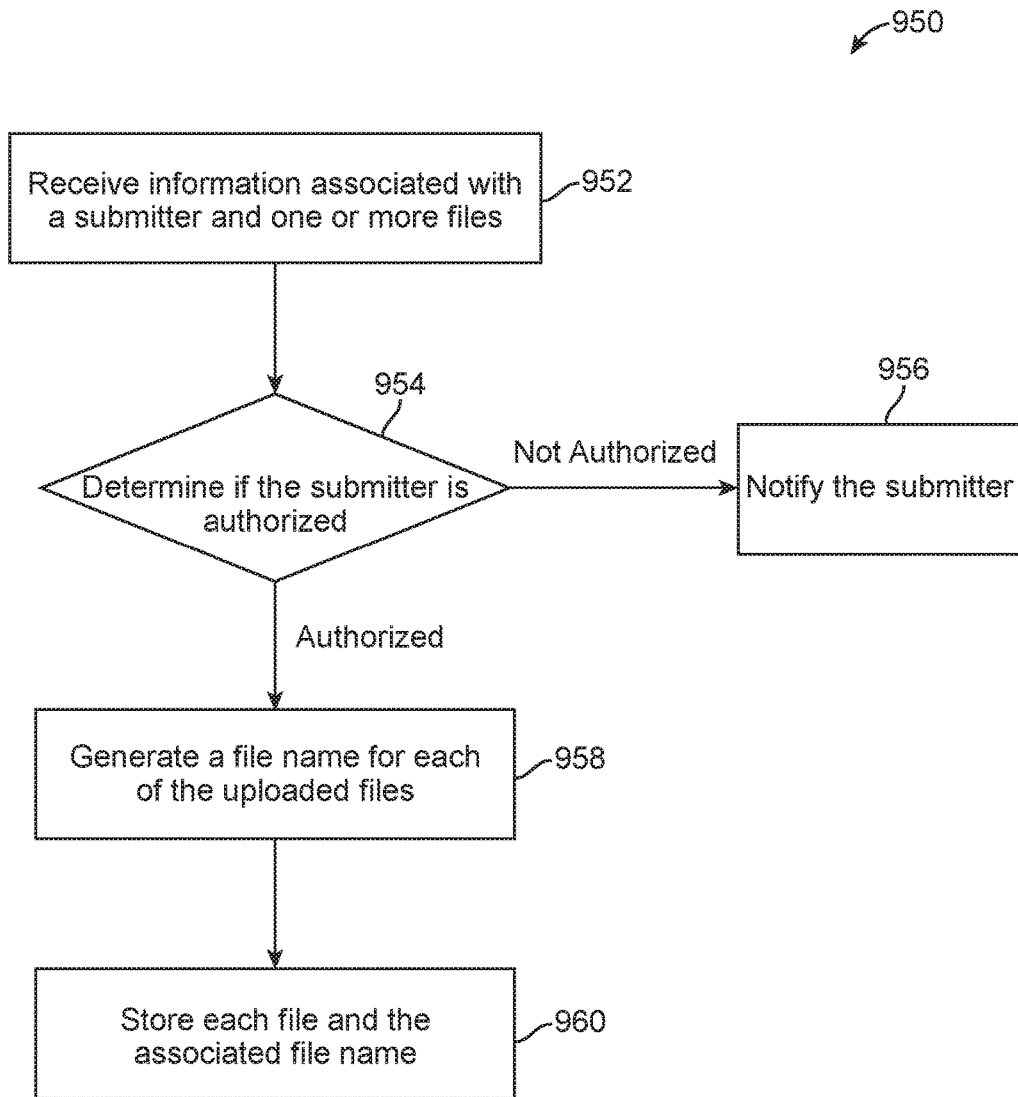 950
Receive information associated with
a submitter and one or more files
952
954
Determine if the submitter is
authorized
Not Authorized
956
Notify the submitter
Authorized
Generate a file name for each
of the uploaded files
958
Store each file and the
associated file name
960